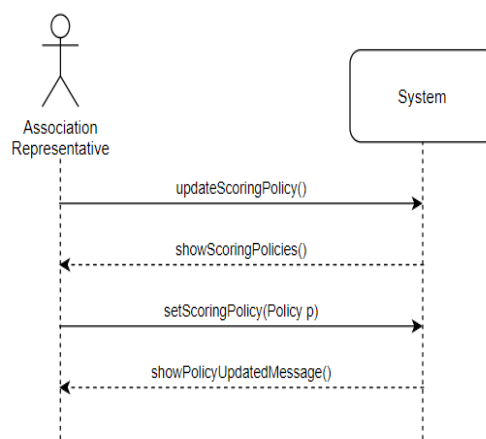 System
Association
Representative
updateScoringPolicy()
showScoringPolicies()
setScoringPolicy(Policy p)
showPolicyUpdatedMessage()